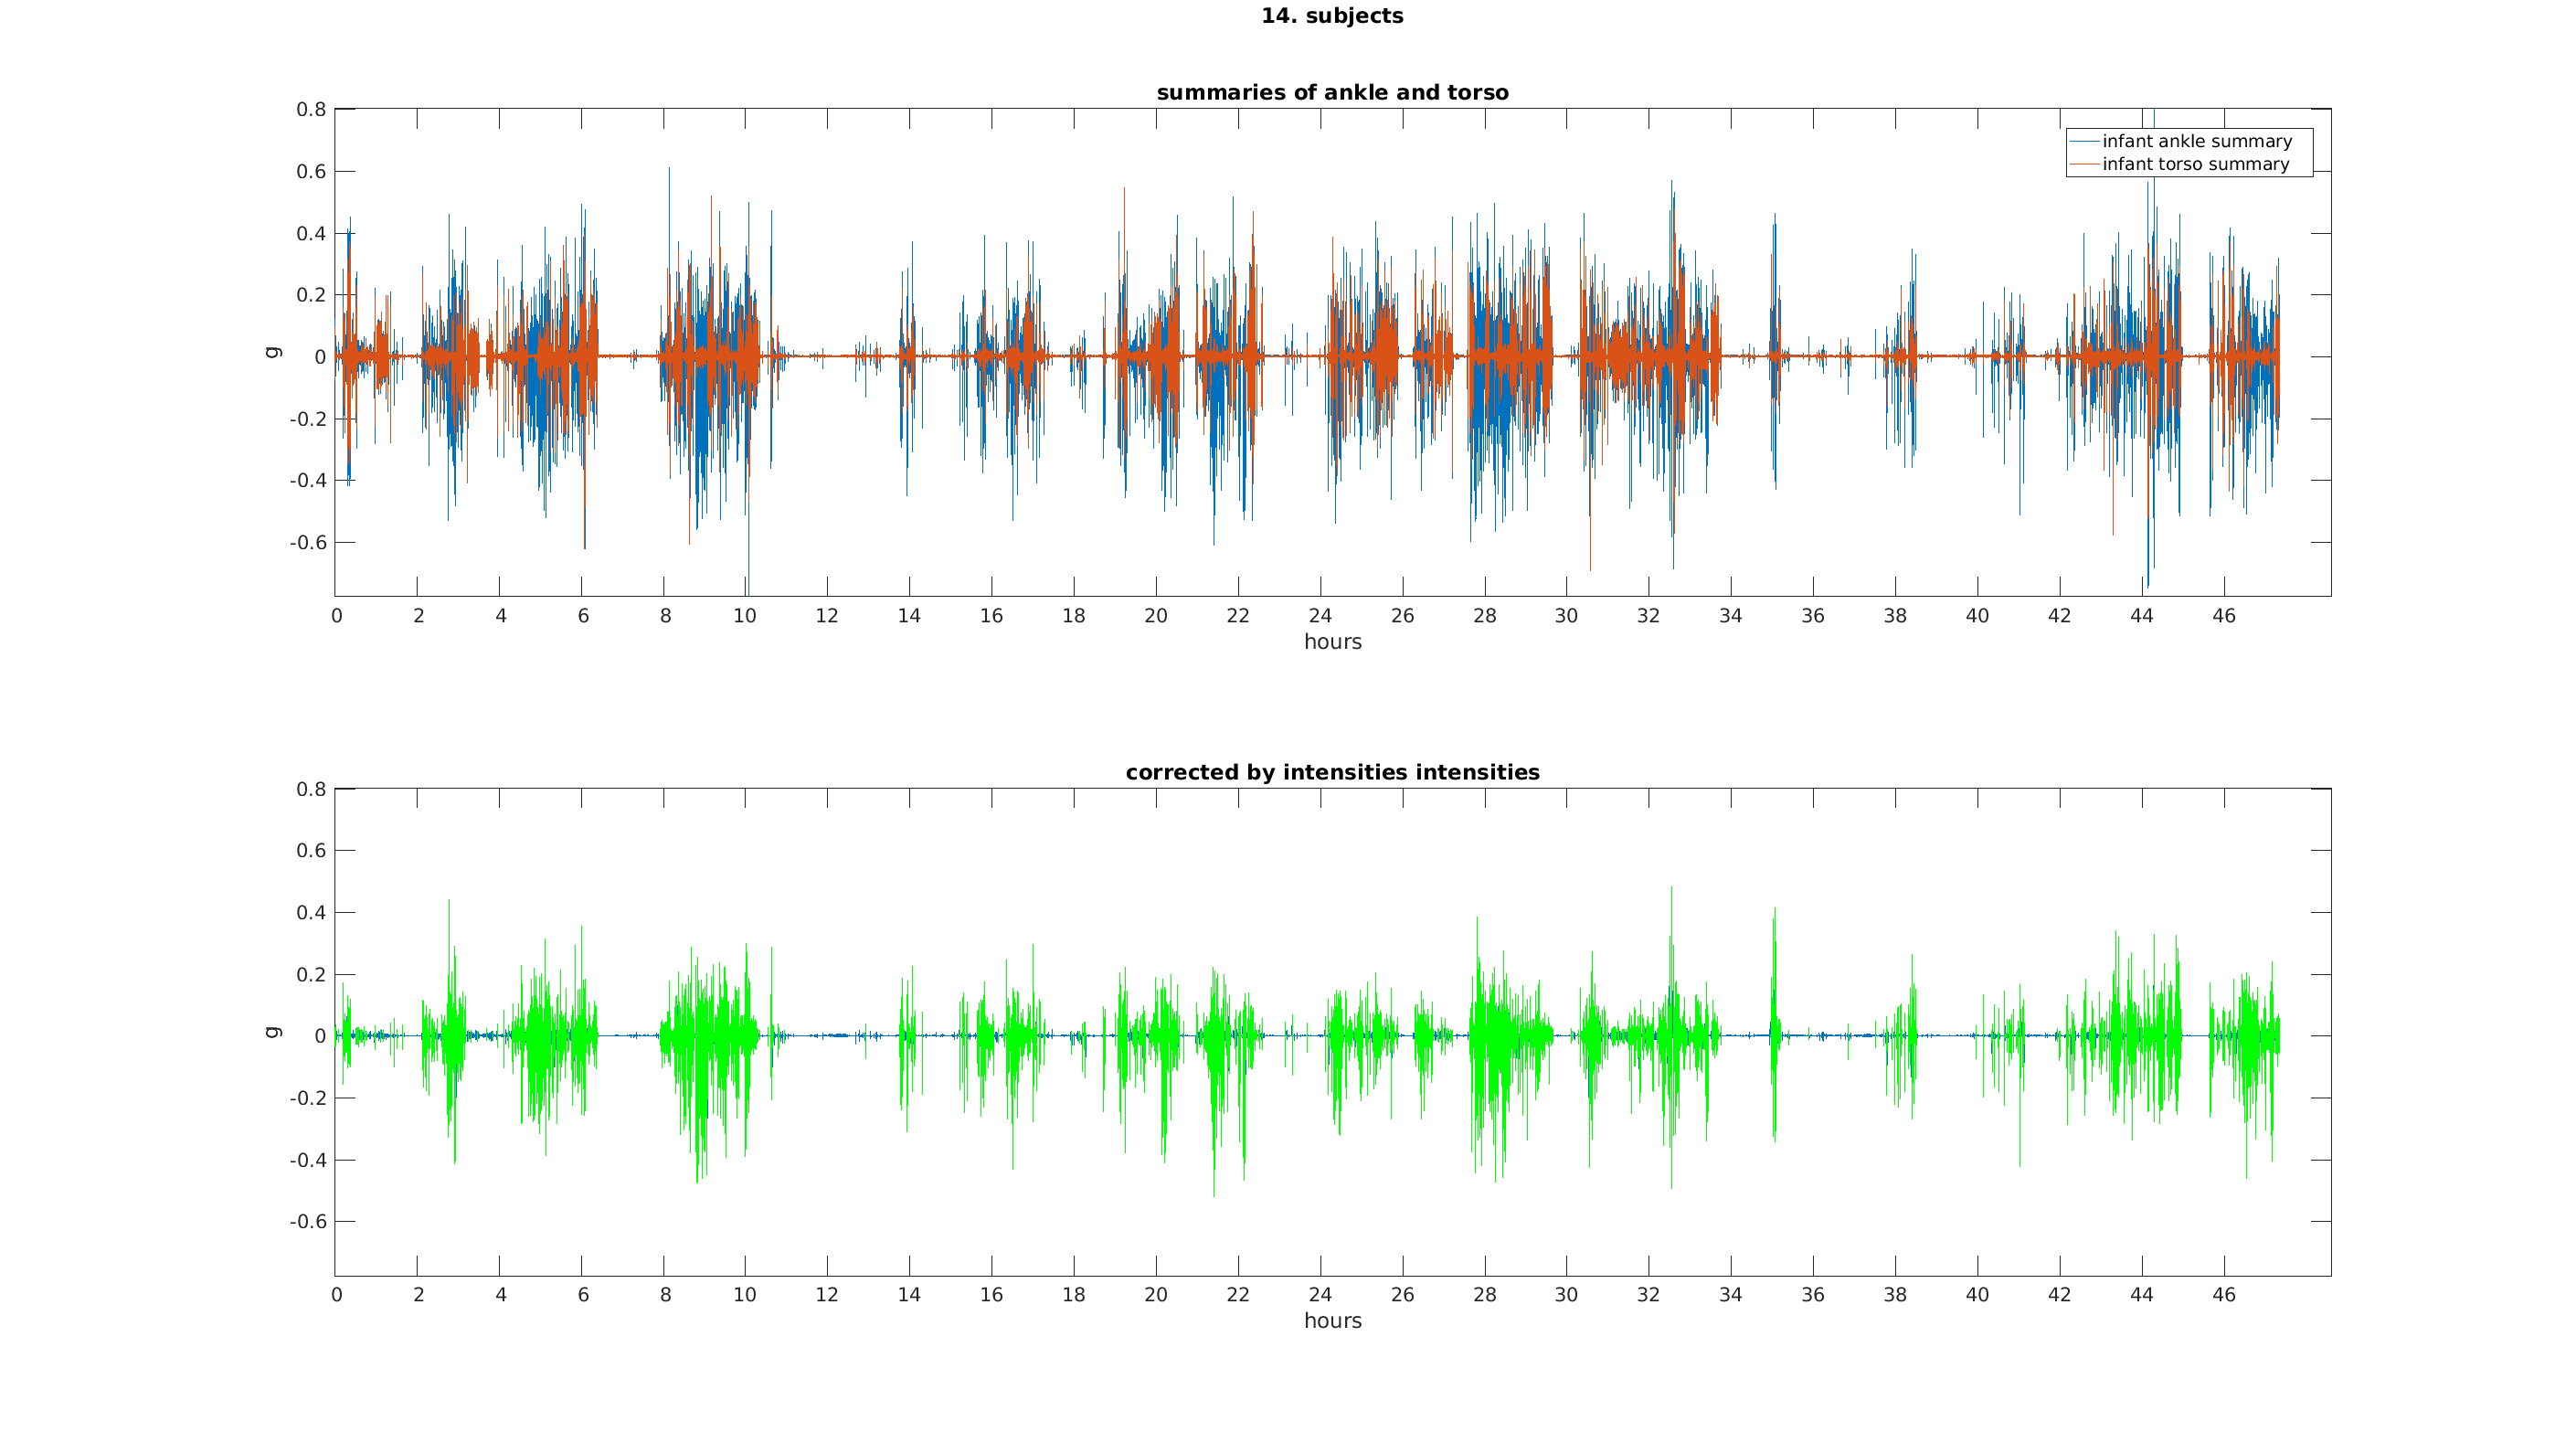 14. subjects
summaries of ankle and torso
0.8
0.6
0.4
0.2
0
-0.2
-0.4
-0.6
g
infant ankle summary
infant torso summary
0 2 4 6 8 10 12 14 16 18 20 22 24 26 28 30 32 34 36 38 40 42 44 46
hours
corrected by intensities intensities
0.8
0.6
0.4
0.2
0
-0.2
-0.4
-0.6
g
0 2 4 6 8 10 12 14 16 18 20 22 24 26 28 30 32 34 36 38 40 42 44 46
hours